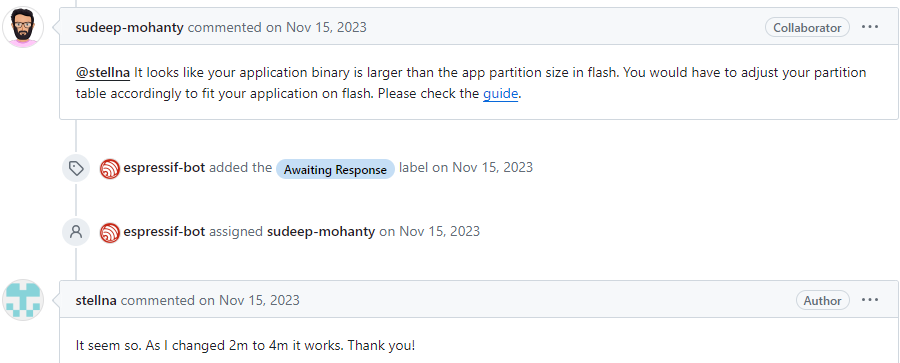 sudeep-mohanty commented on Nov 15, 2023 Collaborator ...
@stellna It looks like your application binary is larger than the app partition size in flash. You would have to adjust your partition
table accordingly to fit your application on flash. Please check the guide.
espressif-bot added the Awaiting Response label on Nov 15, 2023
espressif-bot assigned sudeep-mohanty on Nov 15, 2023
stellna commented on Nov 15, 2023 Author ...
It seem so. As I changed 2m to 4m it works. Thank you!